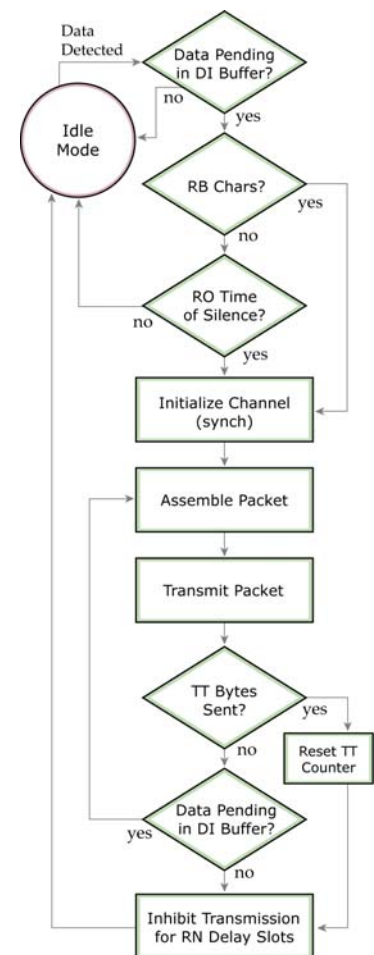 Data
Detected
Data Pending
in DI Buffer?
no
yes
Idle
Mode
RB Chars?
yes
no
RO Time
of Silence?
no
yes
Initialize Channel
(synch)
Assemble Packet
Transmit Packet
TT Bytes
Sent?
yes
no
Reset TT
Counter
Data Pending
in DI Buffer?
yes
no
Inhibit Transmission
for RN Delay Slots